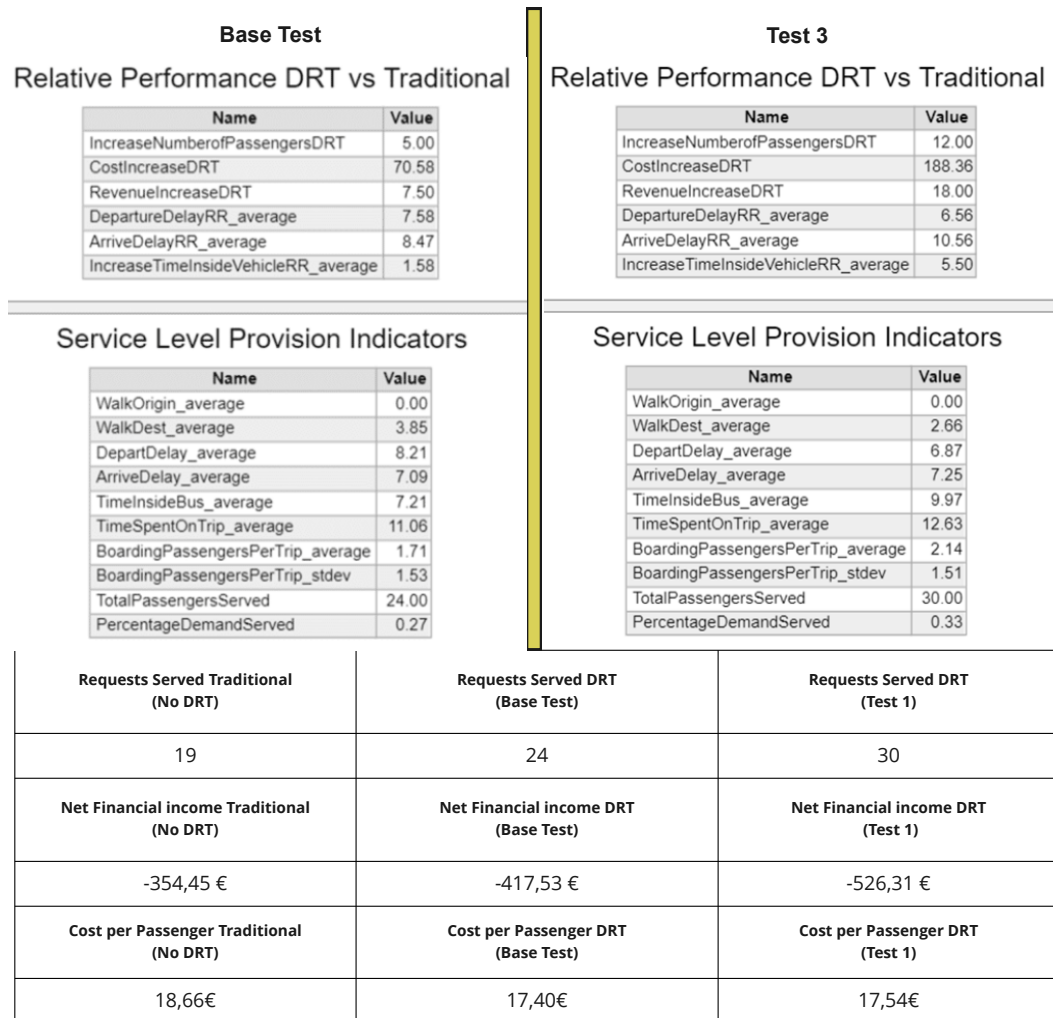 Base Test
Relative Performance DRT vs Traditional
Name Value
IncreaseNumberofPassengersDRT 5.00
CostIncreaseDRT 70.58
RevenueIncreaseDRT 7.50
DepartureDelayRR_average 7.58
ArriveDelayRR_average 8.47
IncreaseTimeInsideVehicleRR_average 1.58
Service Level Provision Indicators
Name Value
WalkOrigin_average 0.00
WalkDest_average 3.85
DepartDelay_average 8.21
ArriveDelay_average 7.09
TimeInsideBus_average 7.21
TimeSpentOnTrip_average 11.06
BoardingPassengersPerTrip_average 1.71
BoardingPassengersPerTrip_stdev 1.53
TotalPassengersServed 24.00
PercentageDemandServed 0.27
Test 3
Relative Performance DRT vs Traditional
Name Value
IncreaseNumberofPassengersDRT 12.00
CostIncreaseDRT 188.36
RevenueIncreaseDRT 18.00
DepartureDelayRR_average 6.56
ArriveDelayRR_average 10.56
IncreaseTimeInsideVehicleRR_average 5.50
Service Level Provision Indicators
Name Value
WalkOrigin_average 0.00
WalkDest_average 2.66
DepartDelay_average 6.87
ArriveDelay_average 7.25
TimeInsideBus_average 9.97
TimeSpentOnTrip_average 12.63
BoardingPassengersPerTrip_average 2.14
BoardingPassengersPerTrip_stdev 1.51
TotalPassengersServed 30.00
PercentageDemandServed 0.33
Requests Served Traditional
(No DRT)
Requests Served DRT
(Base Test)
Requests Served DRT
(Test 1)
19 24 30
Net Financial income Traditional
(No DRT)
Net Financial income DRT
(Base Test)
Net Financial income DRT
(Test 1)
-354,45 € -417,53 € -526,31 €
Cost per Passenger Traditional
(No DRT)
Cost per Passenger DRT
(Base Test)
Cost per Passenger DRT
(Test 1)
18,66€ 17,40€ 17,54€